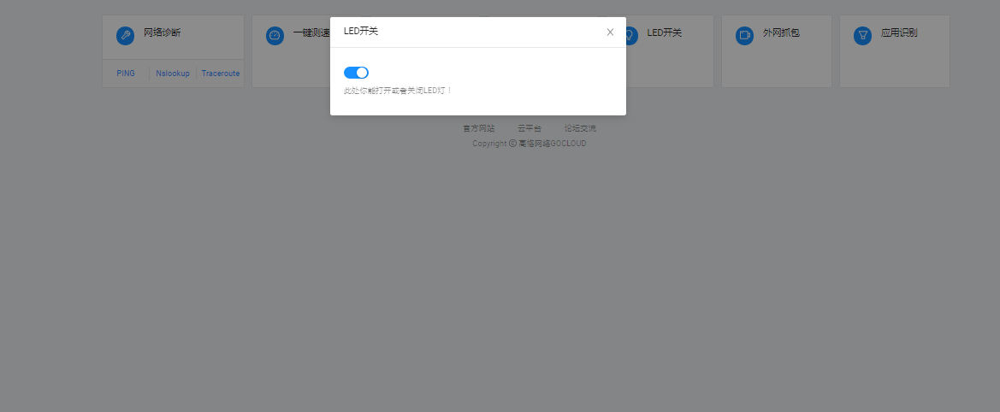 网络诊断
一键测速
LED开关
LED开关
外网抓包
应用识别
PING
Nslookup
Traceroute
此处你能打开或者关闭LED灯！
官方网站
云平台
论坛交流
Copyright © 高恪网络GOCLOUD